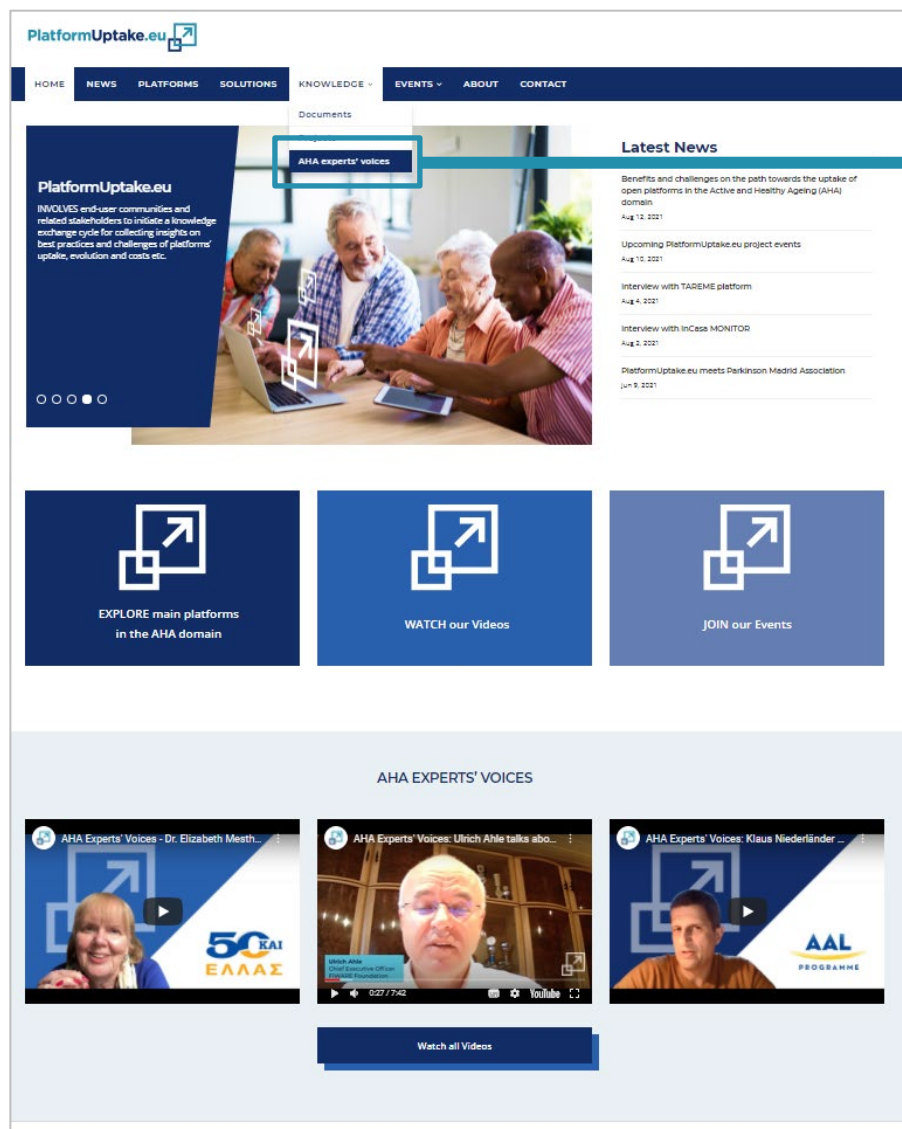 PlatformUptake.eu
HOME NEWS PLATFORMS SOLUTIONS KNOWLEDGE EVENTS ABOUT CONTACT
Documents
AHA experts' voices
PlatformUptake.eu
INVOLVES end-user communities and
related stakeholders to initiate a knowledge
exchange cycle for collecting insights on
best practices and challenges of platforms'
uptake, evolution and costs etc.
Latest News
Benefits and challenges on the path towards the uptake of
open platforms in the Active and Healthy Ageing (AHA)
domain
Aug 12, 2021
Upcoming PlatformUptake.eu project events
Aug 10, 2021
Interview with TAREME platform
Aug 4, 2021
Interview with InCasa MONITOR
Aug 2, 2021
PlatformUptake.eu meets Parkinson Madrid Association
Jun 9, 2021
EXPLORE main platforms
in the AHA domain
WATCH our Videos
JOIN our Events
AHA EXPERTS' VOICES
AHA Experts' Voices - Dr. Elizabeth Mesth...
50 ΚΑΙ
ΕΛΛΑΣ
AHA Experts' Voices: Ulrich Ahle talks abo...
Ulrich Ahle
Chief Executive Officer
FIWARE Foundation
0:27 / 7:42 YouTube
AHA Experts' Voices: Klaus Niederländer ...
AAL
PROGRAMME
Watch all Videos